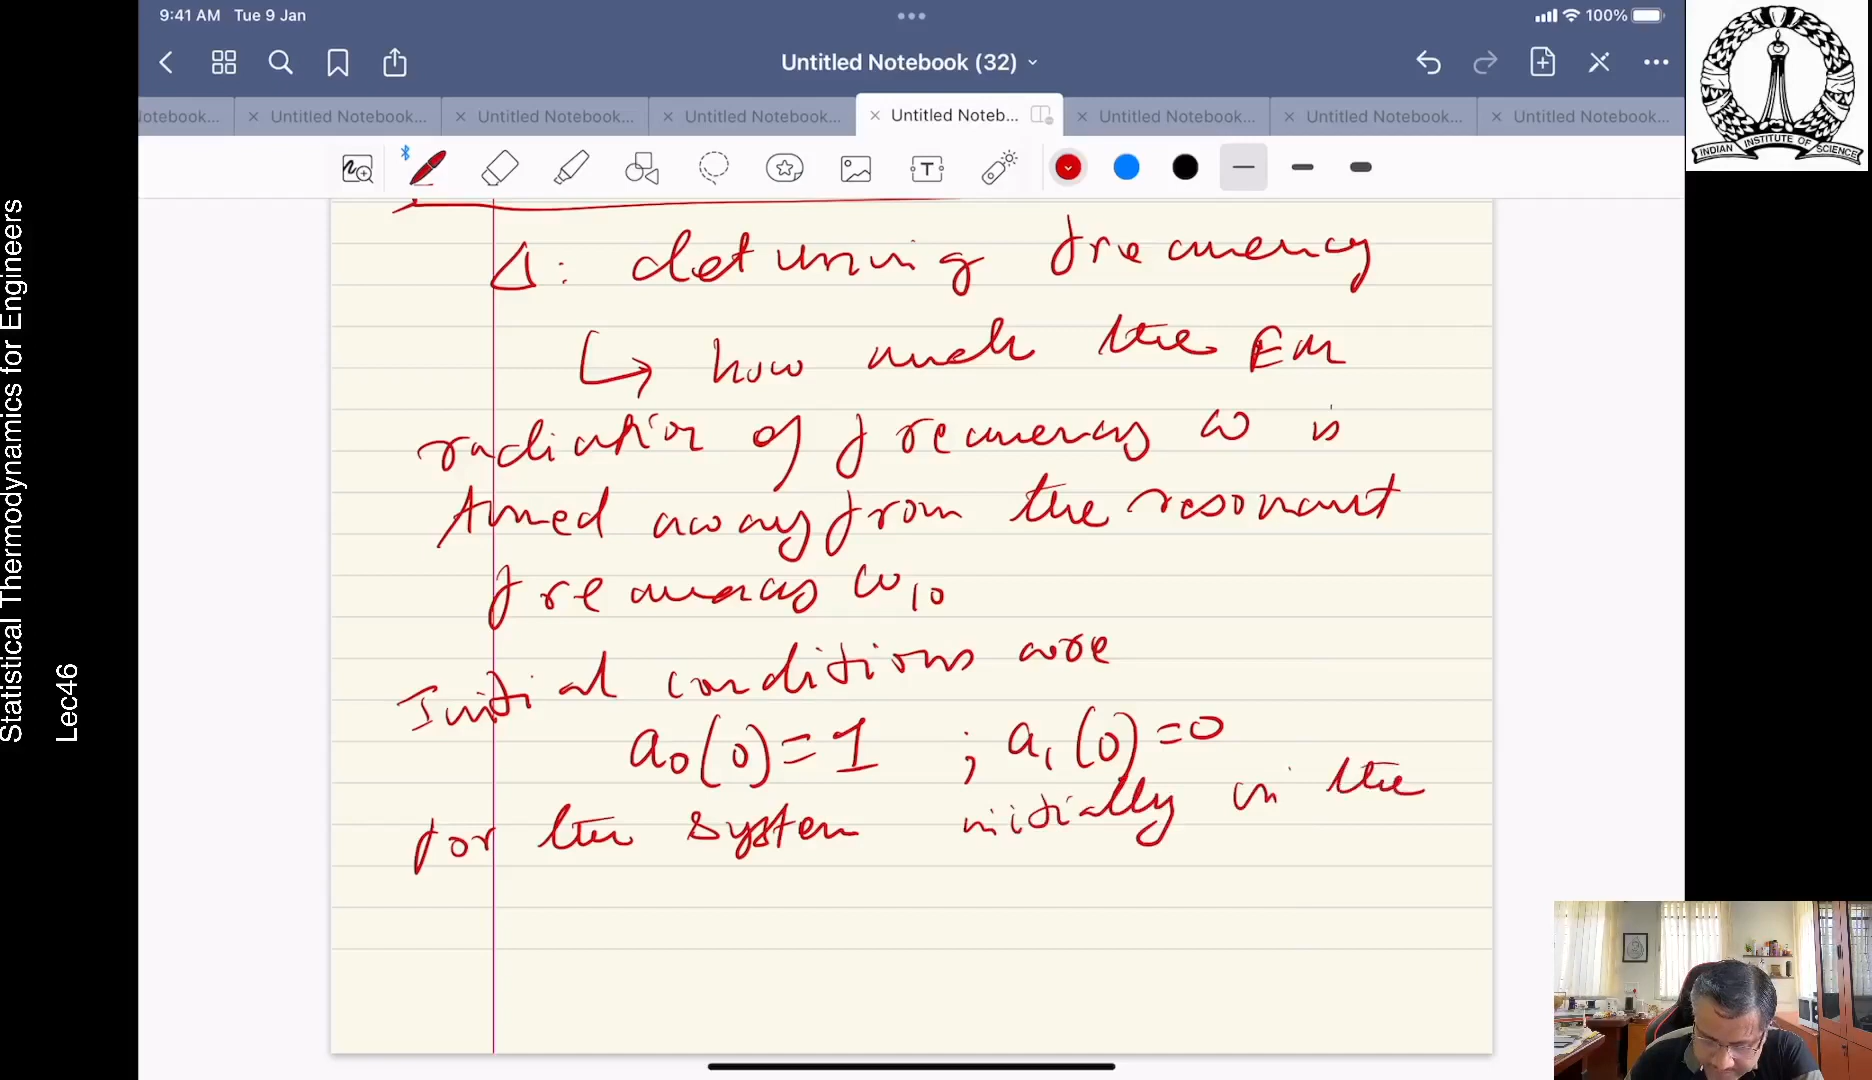 9:41 AM Tue 9 Jan
100%
Untitled Notebook (32)
otebook...
Untitled Notebook...
Untitled Notebook...
Untitled Notebook...
Untitled Noteb...
Untitled Notebook...
Untitled Notebook...
Untitled Notebook...
INDIAN INSTITUTE OF SCIENCE
Statistical Thermodynamics for Engineers
Lec46
Δ: detuning frequency
↳ how much the EM
radiation of frequency ω is
tuned away from the resonant
frequency ω₁₀
Initial conditions are
a₀(0)=1 ; a₁(0)=0
for the system initially in the